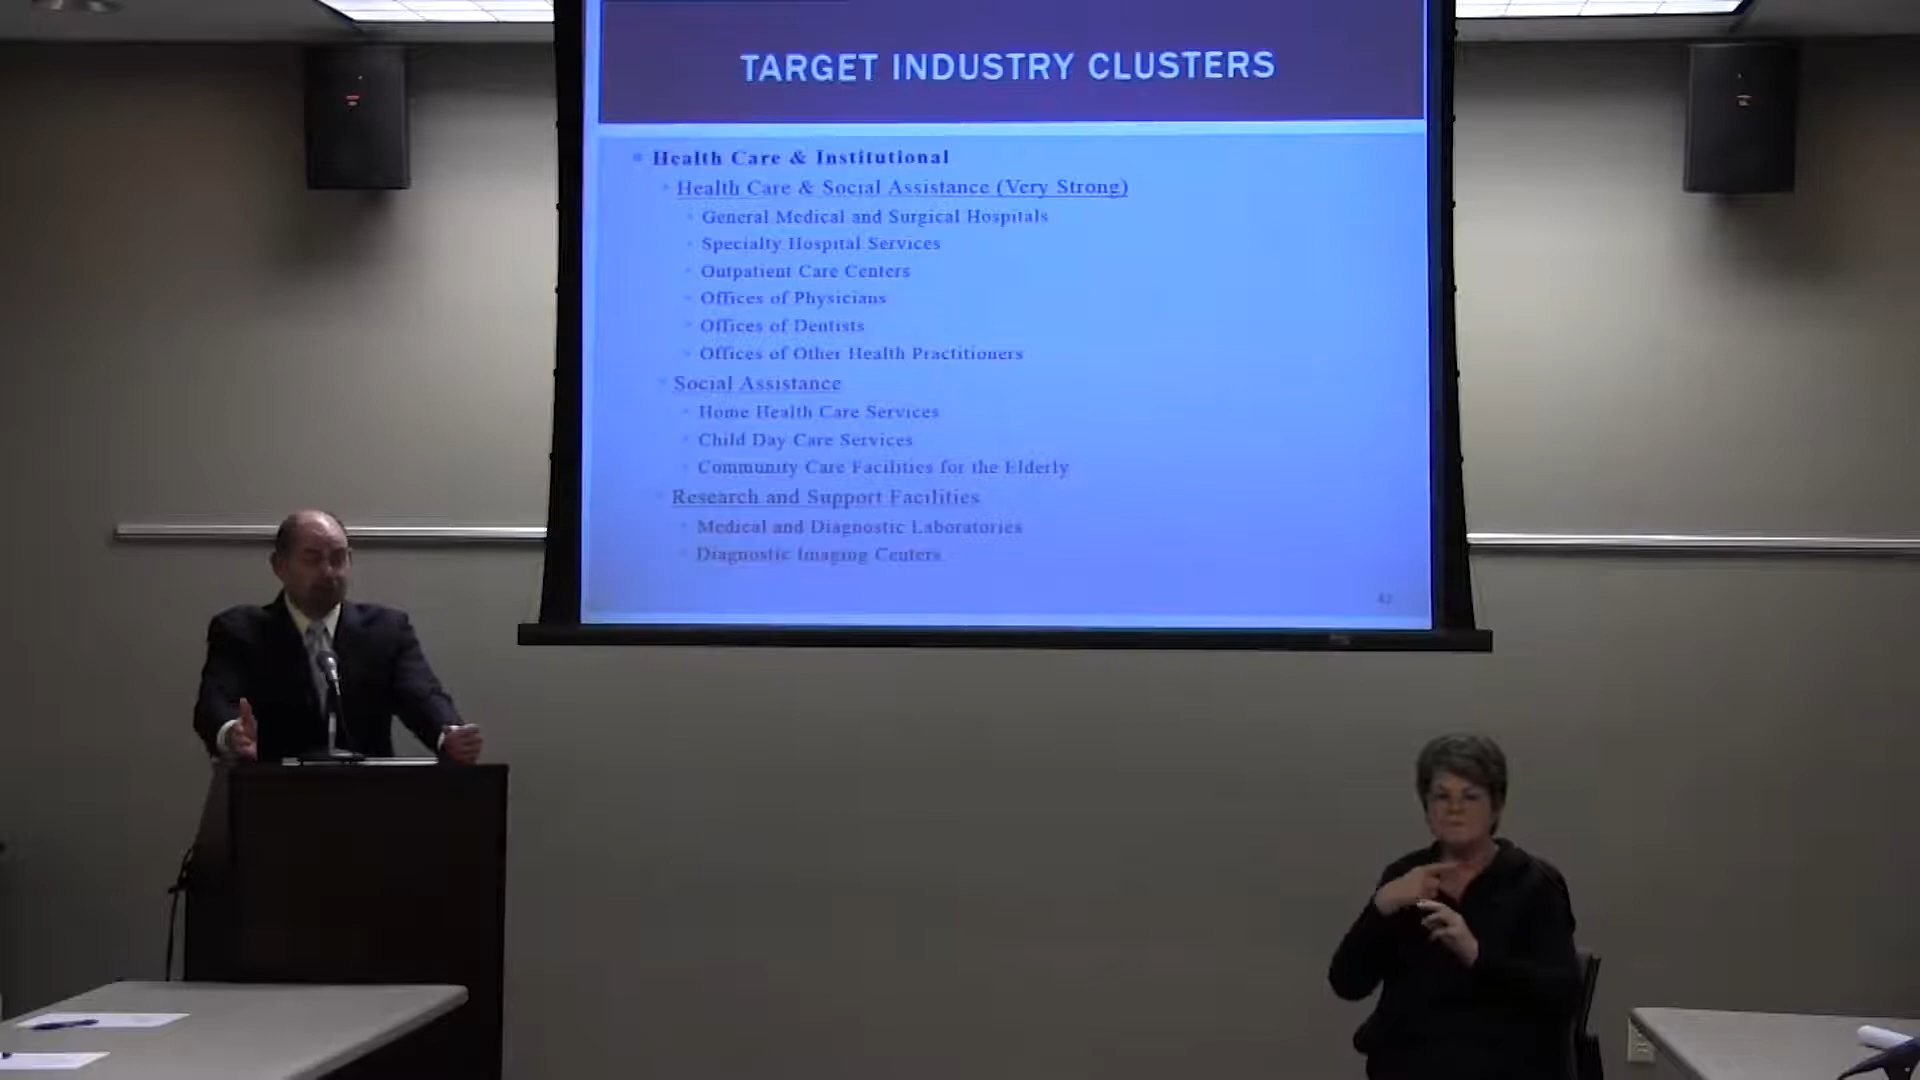 TARGET INDUSTRY CLUSTERS
Health Care & Institutional
Health Care & Social Assistance (Very Strong)
General Medical and Surgical Hospitals
Specialty Hospital Services
Outpatient Care Centers
Offices of Physicians
Offices of Dentists
Offices of Other Health Practitioners
Social Assistance
Home Health Care Services
Child Day Care Services
Community Care Facilities for the Elderly
Research and Support Facilities
Medical and Diagnostic Laboratories
Diagnostic Imaging Centers